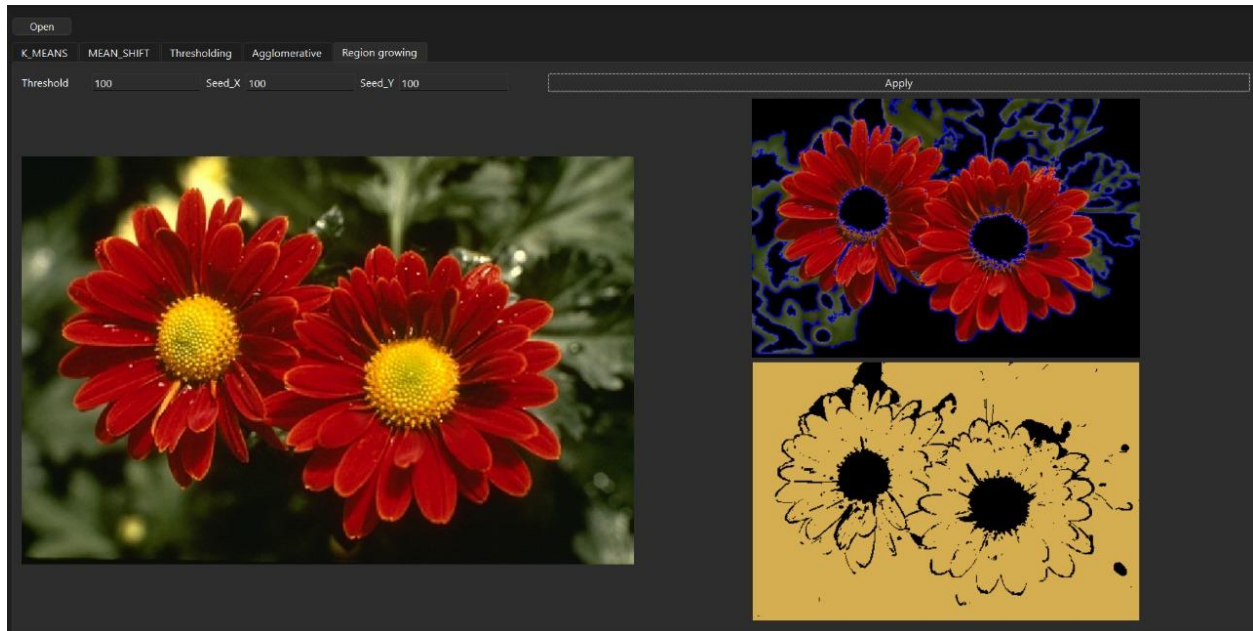 Open
K_MEANS MEAN_SHIFT Thresholding Agglomerative Region growing
Threshold 100 Seed_X 100 Seed_Y 100 Apply